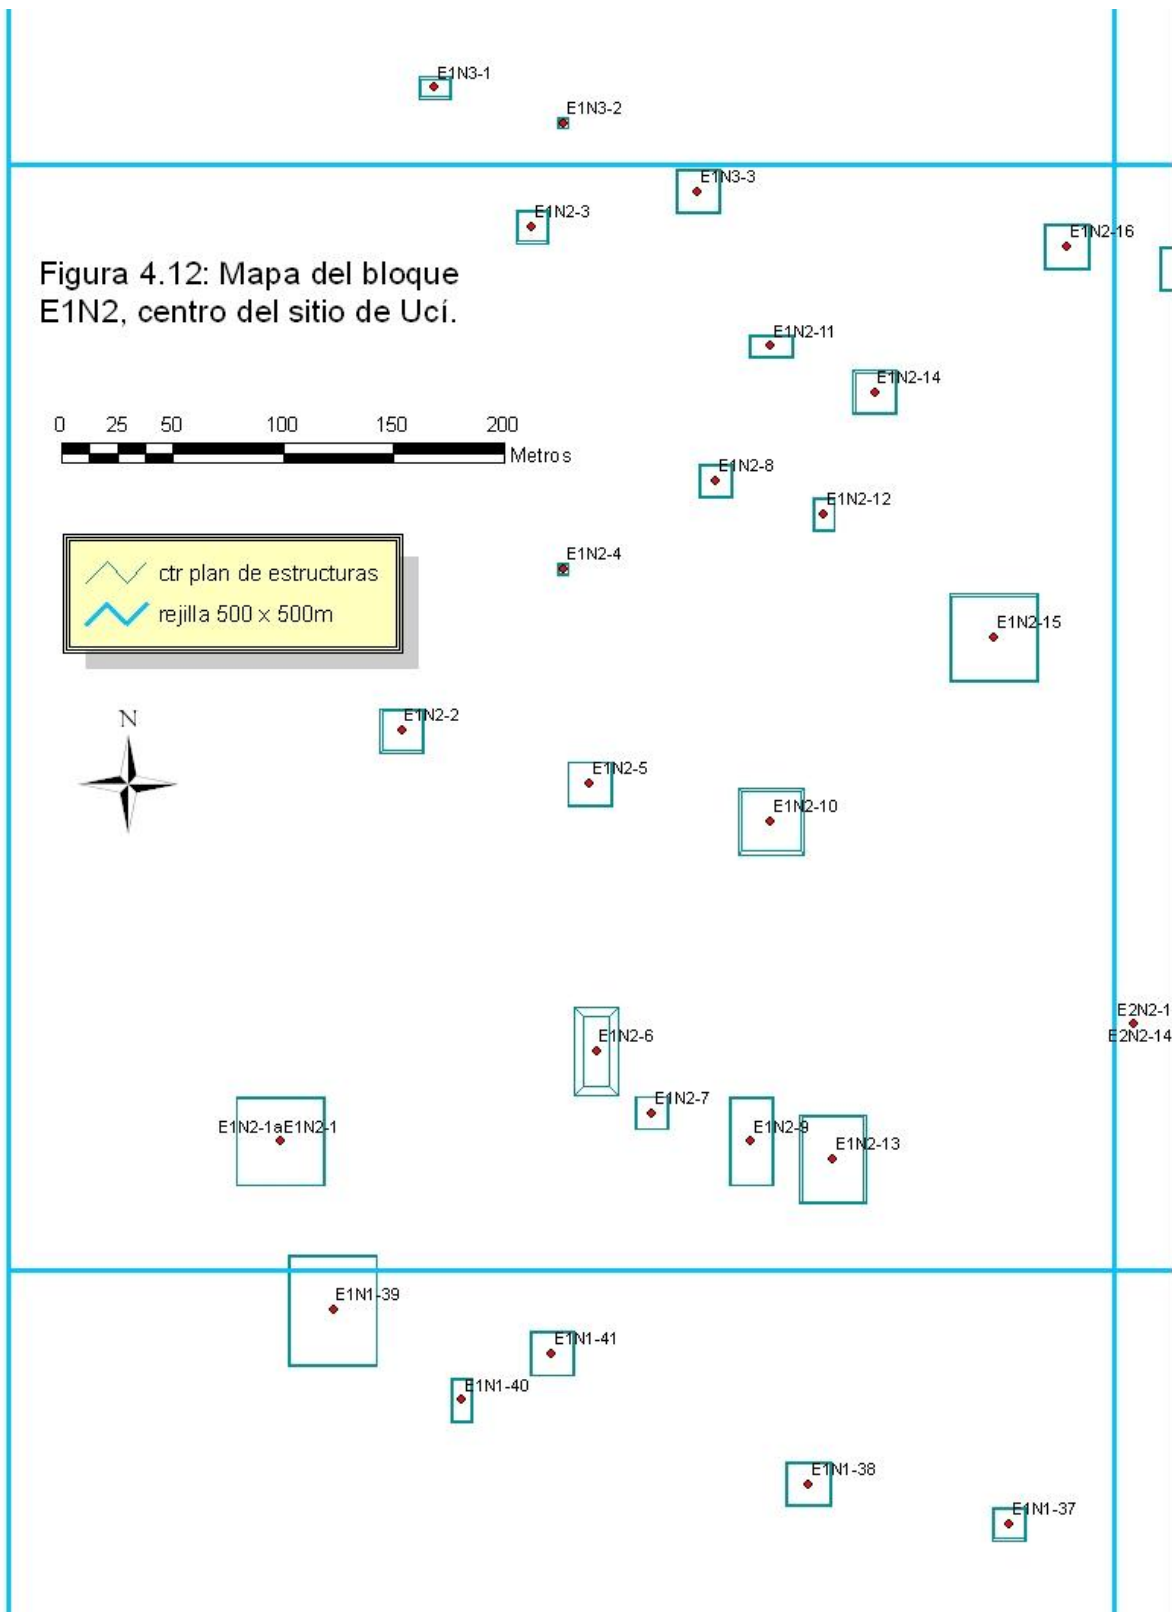 E1N3-1
E1N3-2
E1N3-3
E1N2-3
E1N2-16
Figura 4.12: Mapa del bloque
E1N2, centro del sitio de Ucí.
E1N2-11
E1N2-14
0 25 50 100 150 200
Metros
E1N2-8
E1N2-12
E1N2-4
ctr plan de estructuras
rejilla 500 x 500m
E1N2-15
N
E1N2-2
E1N2-5
E1N2-10
E2N2-1
E2N2-14
E1N2-6
E1N2-7
E1N2-1aE1N2-1
E1N2-9
E1N2-13
E1N1-39
E1N1-41
E1N1-40
E1N1-38
E1N1-37